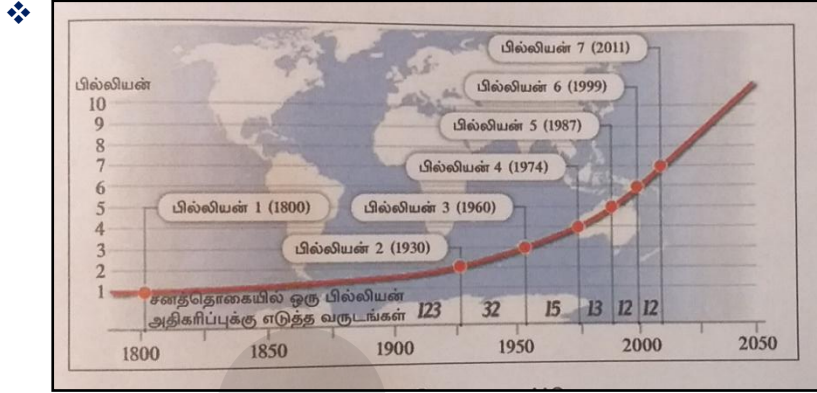 பில்லியன் 7 (2011)
பில்லியன் 6 (1999)
பில்லியன் 5 (1987)
பில்லியன் 4 (1974)
பில்லியன் 3 (1960)
பில்லியன் 2 (1930)
பில்லியன் 1 (1800)
பில்லியன்
10
9
8
7
6
5
4
3
2
1
சனத்தொகையில் ஒரு பில்லியன்
அதிகரிப்புக்கு எடுத்த வருடங்கள் 123 32 15 13 12 12
1800 1850 1900 1950 2000 2050